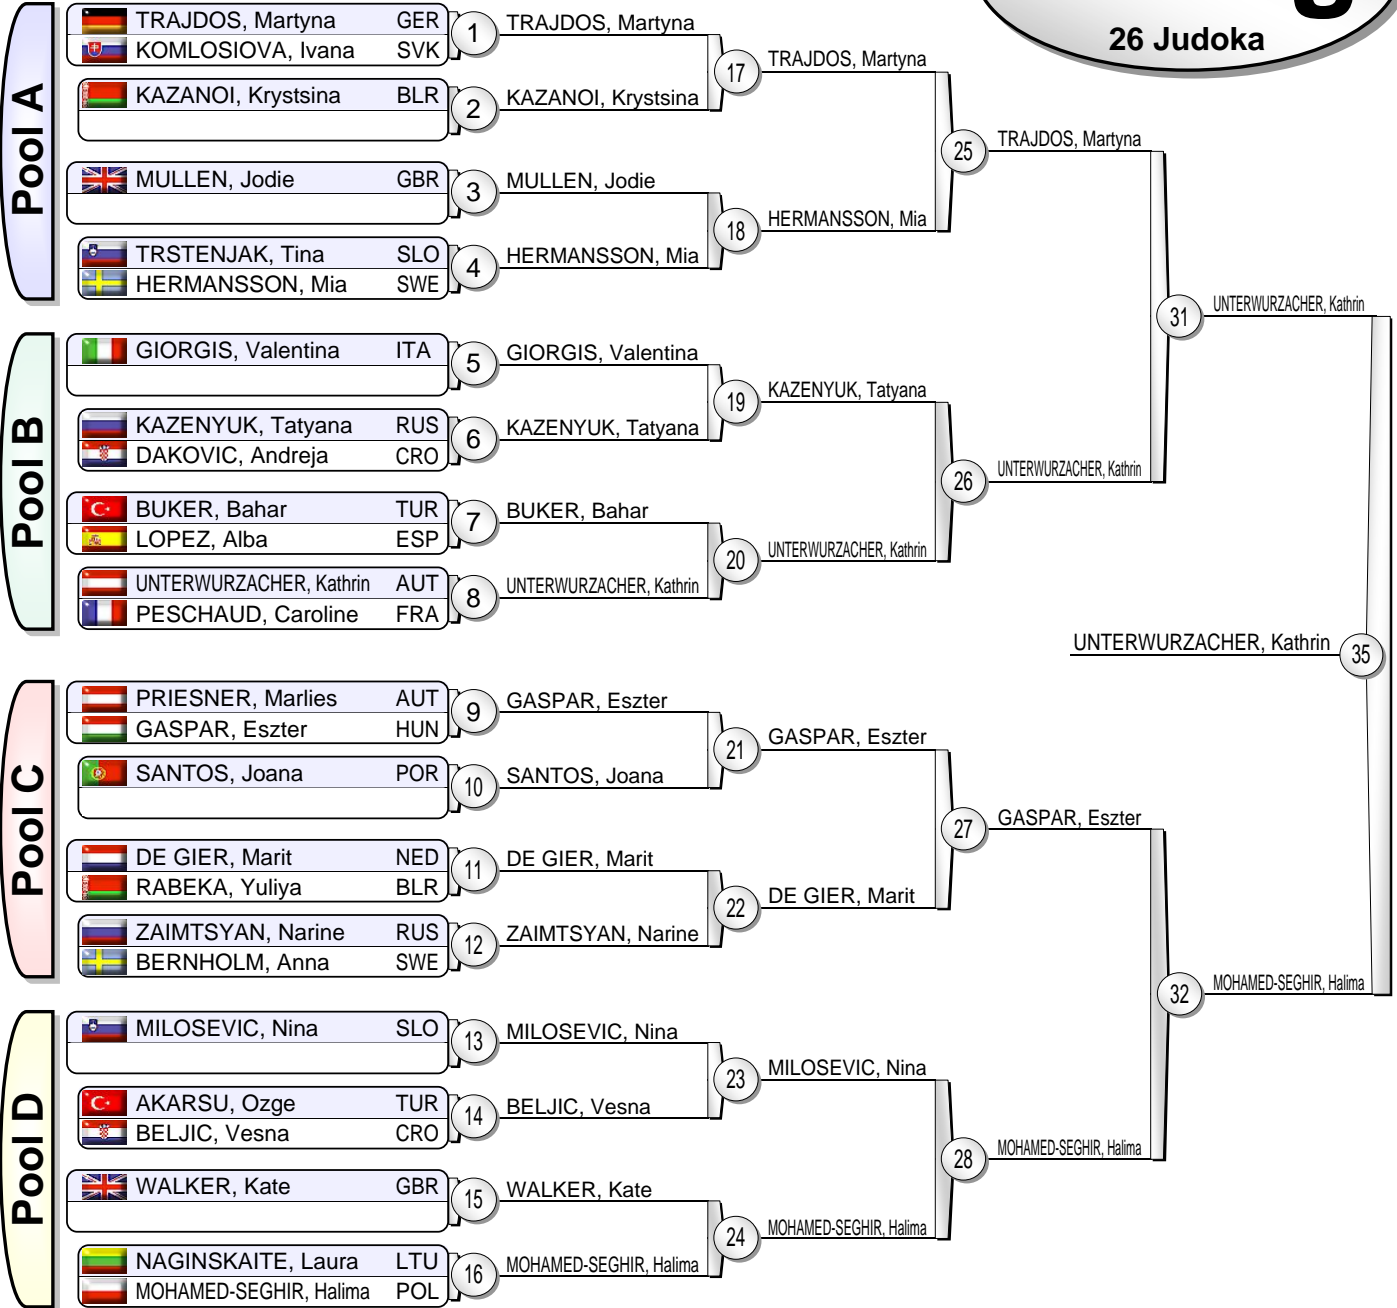 26 Judoka
Pool A
TRAJDOS, Martyna GER
KOMLOSIOVA, Ivana SVK
1
TRAJDOS, Martyna
KAZANOI, Krystsina BLR
2
KAZANOI, Krystsina
17
TRAJDOS, Martyna
MULLEN, Jodie GBR
3
MULLEN, Jodie
TRSTENJAK, Tina SLO
HERMANSSON, Mia SWE
4
HERMANSSON, Mia
18
HERMANSSON, Mia
25
TRAJDOS, Martyna
Pool B
GIORGIS, Valentina ITA
5
GIORGIS, Valentina
KAZENYUK, Tatyana RUS
DAKOVIC, Andreja CRO
6
KAZENYUK, Tatyana
19
KAZENYUK, Tatyana
BUKER, Bahar TUR
LOPEZ, Alba ESP
7
BUKER, Bahar
UNTERWURZACHER, Kathrin AUT
PESCHAUD, Caroline FRA
8
UNTERWURZACHER, Kathrin
20
UNTERWURZACHER, Kathrin
26
UNTERWURZACHER, Kathrin
31
UNTERWURZACHER, Kathrin
UNTERWURZACHER, Kathrin
35
Pool C
PRIESNER, Marlies AUT
GASPAR, Eszter HUN
9
GASPAR, Eszter
SANTOS, Joana POR
10
SANTOS, Joana
21
GASPAR, Eszter
DE GIER, Marit NED
RABEKA, Yuliya BLR
11
DE GIER, Marit
ZAIMTSYAN, Narine RUS
BERNHOLM, Anna SWE
12
ZAIMTSYAN, Narine
22
DE GIER, Marit
27
GASPAR, Eszter
Pool D
MILOSEVIC, Nina SLO
13
MILOSEVIC, Nina
AKARSU, Ozge TUR
BELJIC, Vesna CRO
14
BELJIC, Vesna
23
MILOSEVIC, Nina
WALKER, Kate GBR
15
WALKER, Kate
NAGINSKAITE, Laura LTU
MOHAMED-SEGHIR, Halima POL
16
MOHAMED-SEGHIR, Halima
24
MOHAMED-SEGHIR, Halima
28
MOHAMED-SEGHIR, Halima
32
MOHAMED-SEGHIR, Halima